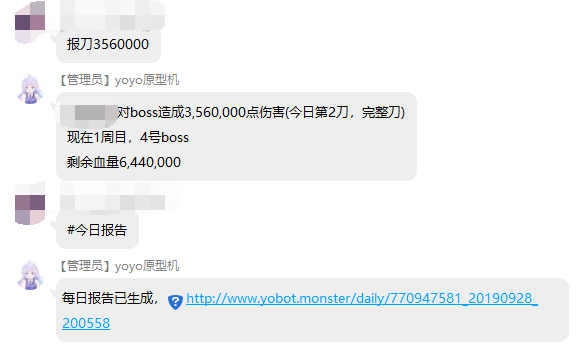 报刀3560000
【管理员】yoyo原型机
对boss造成3,560,000点伤害(今日第2刀，完整刀)
现在1周目，4号boss
剩余血量6,440,000
#今日报告
【管理员】yoyo原型机
每日报告已生成，http://www.yobot.monster/daily/770947581_20190928_
200558